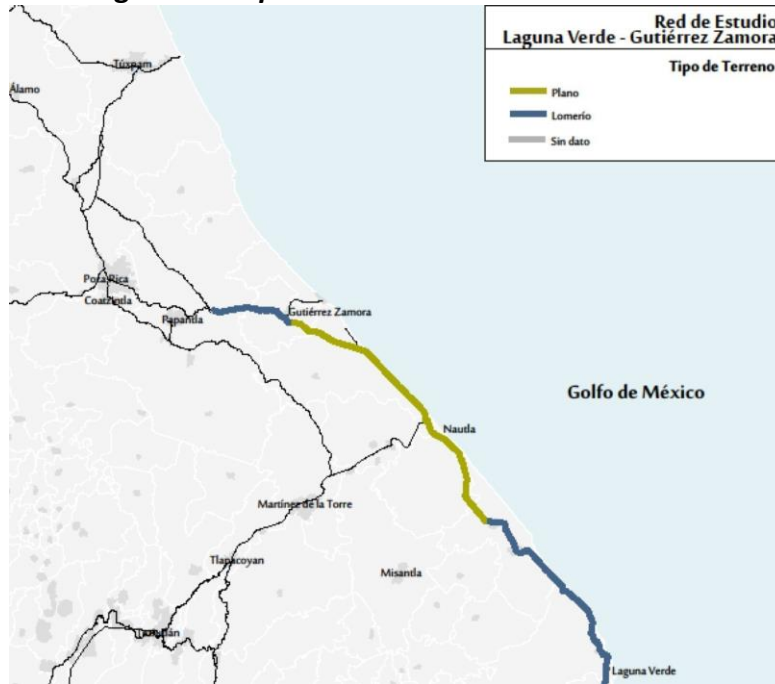 Red de Estudio
Laguna Verde - Gutiérrez Zamora
Tipo de Terreno
Plano
Lomerío
Sin dato
Túxpam
Álamo
Poza Rica
Coatzintla
Papantla
Gutiérrez Zamora
Golfo de México
Nautla
Martínez de la Torre
Tlapacoyan
Misantla
Laguna Verde